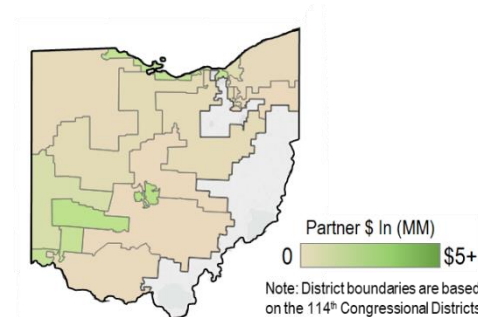 Partner $ In (MM)
0 $5+
Note: District boundaries are based
on the 114th Congressional Districts